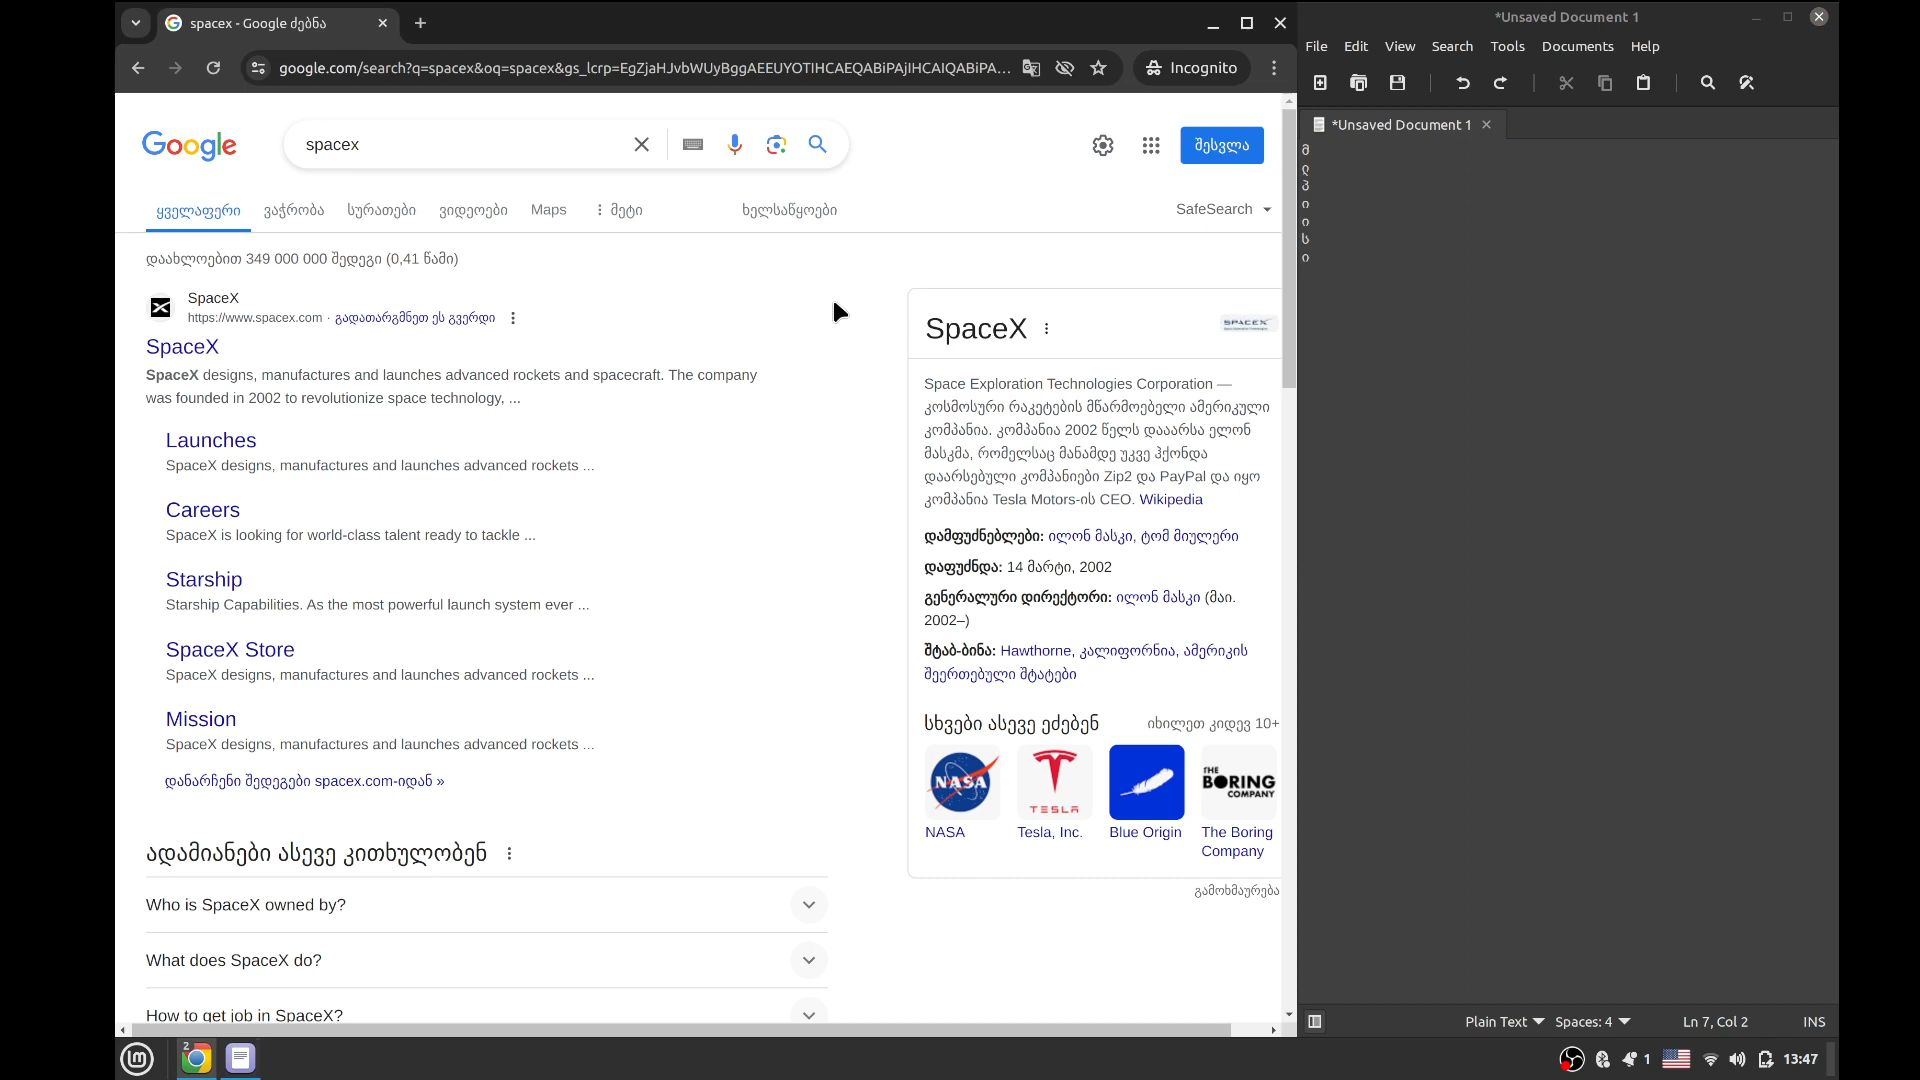 spacex - Google ძებნა
google.com/search?q=spacex&oq=spacex&gs_lcrp=EgZjaHJvbWUyBggAEEUYOTIHCAEQABiPAjIHCAIQABiPA...
Incognito
Google
spacex
შესვლა
ყველაფერი ვაჭრობა სურათები ვიდეოები Maps მეტი ხელსაწყოები
SafeSearch
დაახლოებით 349 000 000 შედეგი (0,41 წამი)
SpaceX
https://www.spacex.com · გადათარგმნეთ ეს გვერდი
SpaceX
SpaceX designs, manufactures and launches advanced rockets and spacecraft. The company
was founded in 2002 to revolutionize space technology, ...
Launches
SpaceX designs, manufactures and launches advanced rockets ...
Careers
SpaceX is looking for world-class talent ready to tackle ...
Starship
Starship Capabilities. As the most powerful launch system ever ...
SpaceX Store
SpaceX designs, manufactures and launches advanced rockets ...
Mission
SpaceX designs, manufactures and launches advanced rockets ...
დანარჩენი შედეგები spacex.com-იდან »
ადამიანები ასევე კითხულობენ
Who is SpaceX owned by?
What does SpaceX do?
How to get job in SpaceX?
SpaceX
SPACEX
Space Exploration Technologies Corporation —
კოსმოსური რაკეტების მწარმოებელი ამერიკული
კომპანია. კომპანია 2002 წელს დააარსა ელონ
მასკმა, რომელსაც მანამდე უკვე ჰქონდა
დაარსებული კომპანიები Zip2 და PayPal და იყო
კომპანია Tesla Motors-ის CEO. Wikipedia
დამფუძნებლები: ილონ მასკი, ტომ მიულერი
დაფუძნდა: 14 მარტი, 2002
გენერალური დირექტორი: ილონ მასკი (მაი.
2002–)
შტაბ-ბინა: Hawthorne, კალიფორნია, ამერიკის
შეერთებული შტატები
სხვები ასევე ეძებენ
იხილეთ კიდევ 10+
NASA
TESLA
THE
BORING
COMPANY
NASA
Tesla, Inc.
Blue Origin
The Boring
Company
გამოხმაურება
*Unsaved Document 1
File Edit View Search Tools Documents Help
*Unsaved Document 1
მ
ლ
პ
ი
ი
ს
ი
Plain Text Spaces: 4 Ln 7, Col 2 INS
2
1
13:47